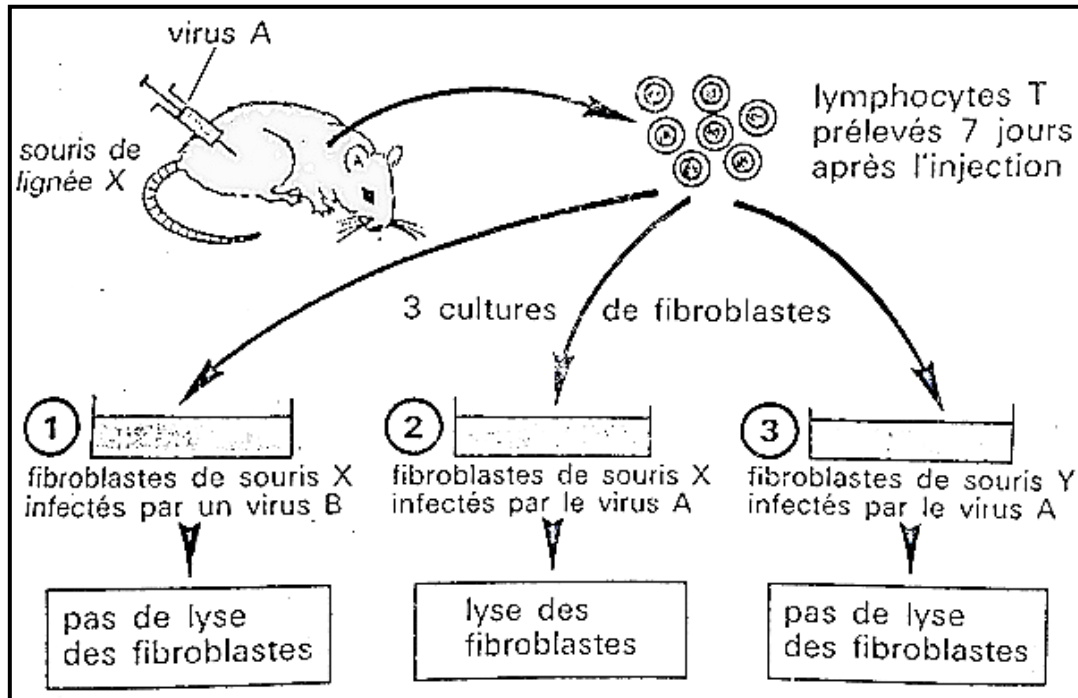 virus A
souris de
lignée X
lymphocytes T
prélevés 7 jours
après l'injection
3 cultures de fibroblastes
1
fibroblastes de souris X
infectés par un virus B
2
fibroblastes de souris X
infectés par le virus A
3
fibroblastes de souris Y
infectés par le virus A
pas de lyse
des fibroblastes
lyse des
fibroblastes
pas de lyse
des fibroblastes